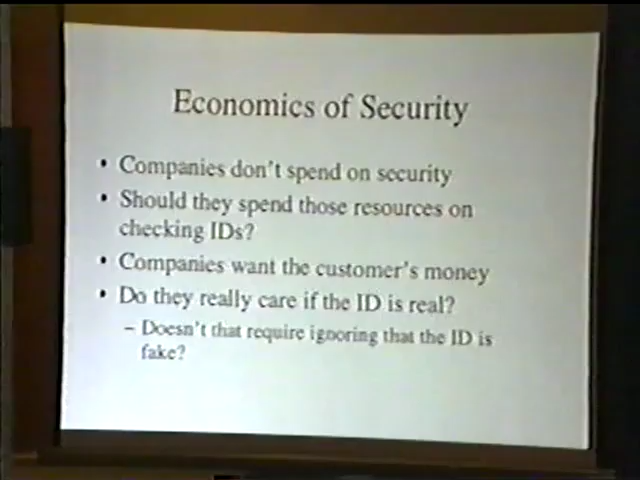 Economics of Security
• Companies don't spend on security
• Should they spend those resources on
checking IDs?
• Companies want the customer's money
• Do they really care if the ID is real?
– Doesn't that require ignoring that the ID is
fake?